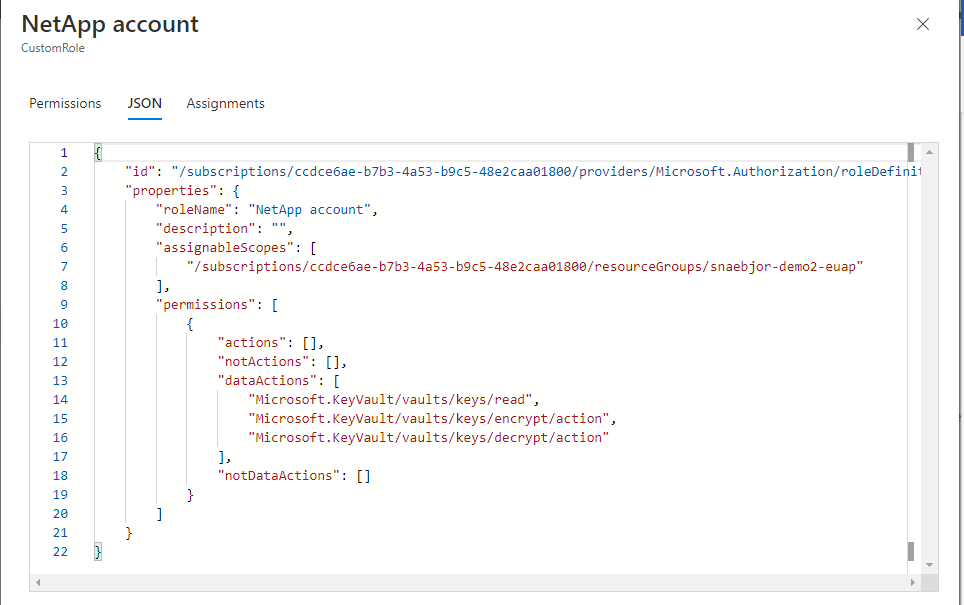 NetApp account
CustomRole
Permissions JSON Assignments
1 {
2 "id": "/subscriptions/ccdce6ae-b7b3-4a53-b9c5-48e2caa01800/providers/Microsoft.Authorization/roleDefinit
3 "properties": {
4 "roleName": "NetApp account",
5 "description": "",
6 "assignableScopes": [
7 "/subscriptions/ccdce6ae-b7b3-4a53-b9c5-48e2caa01800/resourceGroups/snaebjor-demo2-euap"
8 ],
9 "permissions": [
10 {
11 "actions": [],
12 "notActions": [],
13 "dataActions": [
14 "Microsoft.KeyVault/vaults/keys/read",
15 "Microsoft.KeyVault/vaults/keys/encrypt/action",
16 "Microsoft.KeyVault/vaults/keys/decrypt/action"
17 ],
18 "notDataActions": []
19 }
20 ]
21 }
22 }